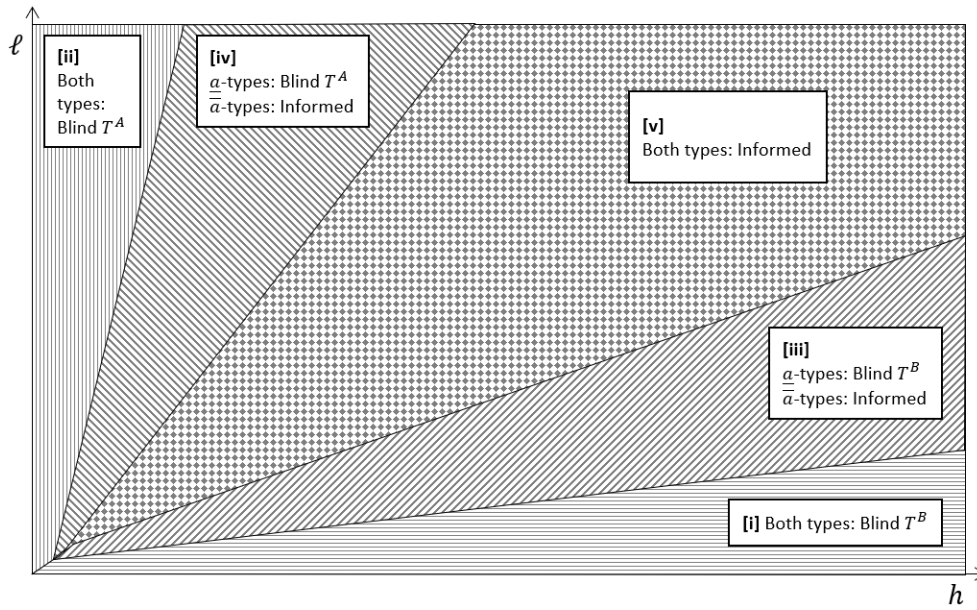 ℓ
[ii]
Both
types:
Blind T^A
[iv]
a̲-types: Blind T^A
a̅-types: Informed
[v]
Both types: Informed
[iii]
a̲-types: Blind T^B
a̅-types: Informed
[i] Both types: Blind T^B
h